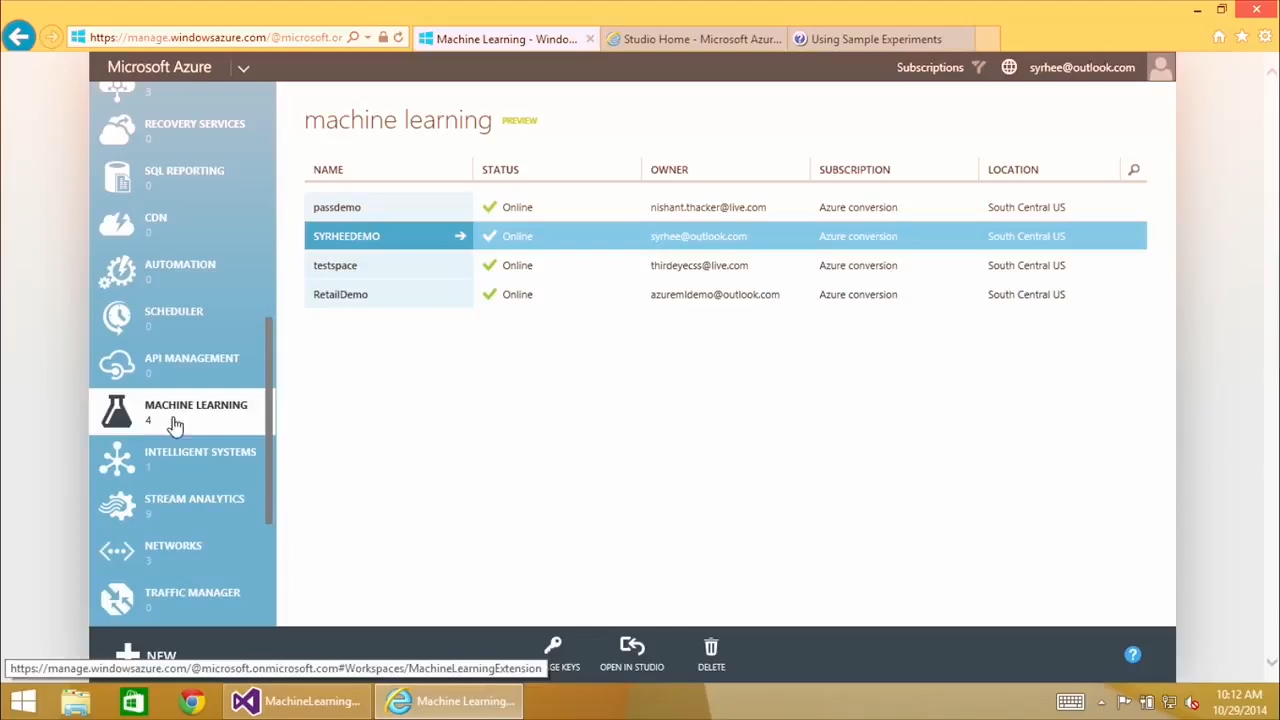 https://manage.windowsazure.com/@microsoft.or
Machine Learning - Windo...
Studio Home - Microsoft Azur...
Using Sample Experiments
Microsoft Azure
Subscriptions
syrhee@outlook.com
3
RECOVERY SERVICES
0
SQL REPORTING
0
CDN
0
AUTOMATION
0
SCHEDULER
0
API MANAGEMENT
0
MACHINE LEARNING
4
INTELLIGENT SYSTEMS
1
STREAM ANALYTICS
9
NETWORKS
3
TRAFFIC MANAGER
0
machine learning PREVIEW
NAME STATUS OWNER SUBSCRIPTION LOCATION
passdemo Online nishant.thacker@live.com Azure conversion South Central US
SYRHEEDEMO Online syrhee@outlook.com Azure conversion South Central US
testspace Online thirdeyecss@live.com Azure conversion South Central US
RetailDemo Online azuremldemo@outlook.com Azure conversion South Central US
NEW
GE KEYS
OPEN IN STUDIO
DELETE
?
https://manage.windowsazure.com/@microsoft.onmicrosoft.com#Workspaces/MachineLearningExtension
MachineLearning...
Machine Learning...
10:12 AM
10/29/2014